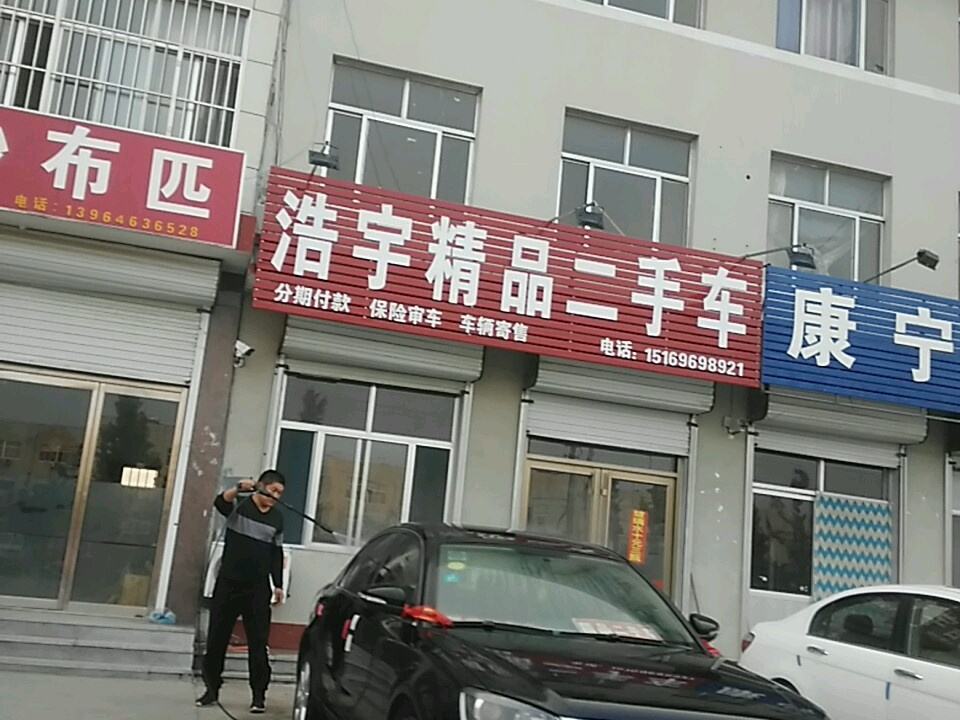 布匹
电话：13964636528
浩宇精品二手车
分期付款 保险审车 车辆寄售
电话：15169698921
康宁